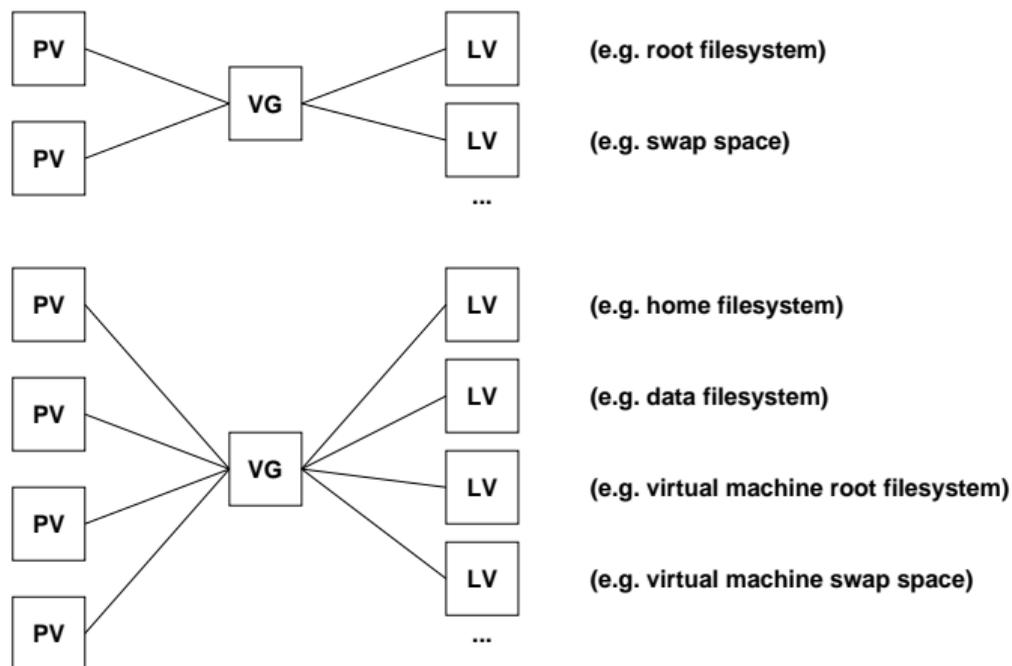 PV LV (e.g. root filesystem)
VG
PV LV (e.g. swap space)
...
PV LV (e.g. home filesystem)
PV LV (e.g. data filesystem)
VG
PV LV (e.g. virtual machine root filesystem)
LV (e.g. virtual machine swap space)
PV
...